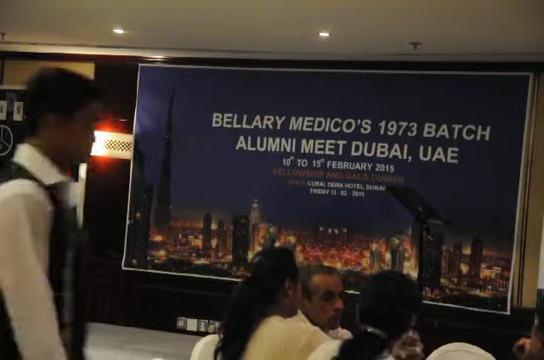 BELLARY MEDICO'S 1973 BATCH
ALUMNI MEET DUBAI, UAE
10th TO 15th FEBRUARY 2015
FELLOWSHIP AND GALA DINNER
CORAL DEIRA HOTEL, DUBAI
FRIDAY 13 - 02 - 2015